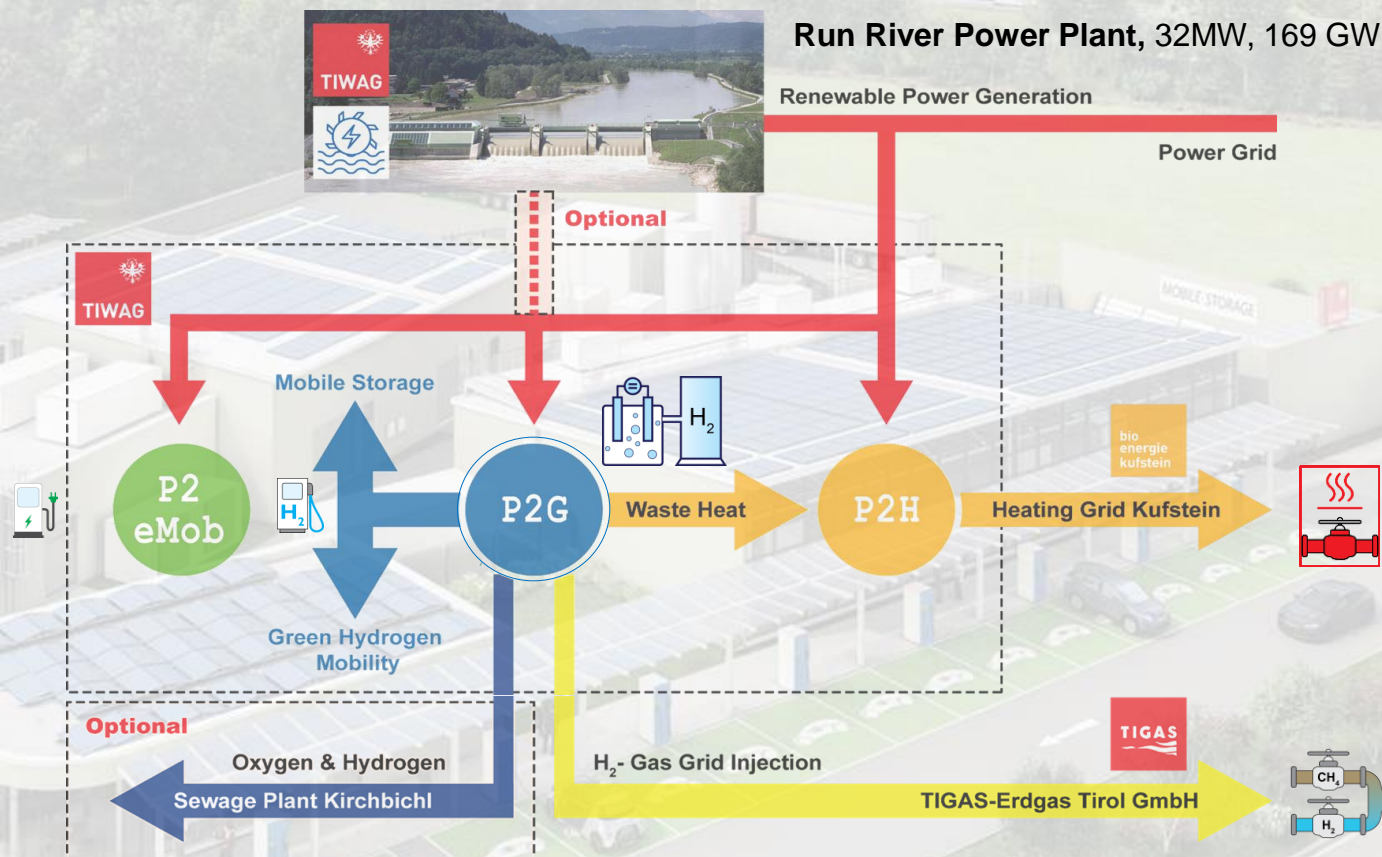 Run River Power Plant, 32MW, 169 GW
TIWAG
Renewable Power Generation
Power Grid
Optional
TIWAG
MOBILE STORAGE
Mobile Storage
H₂
bio
energie
kufstein
P2
eMob
H₂
P2G
Waste Heat
P2H
Heating Grid Kufstein
Green Hydrogen
Mobility
Optional
TIGAS
Oxygen & Hydrogen
H₂- Gas Grid Injection
CH₄
Sewage Plant Kirchbichl
TIGAS-Erdgas Tirol GmbH
H₂